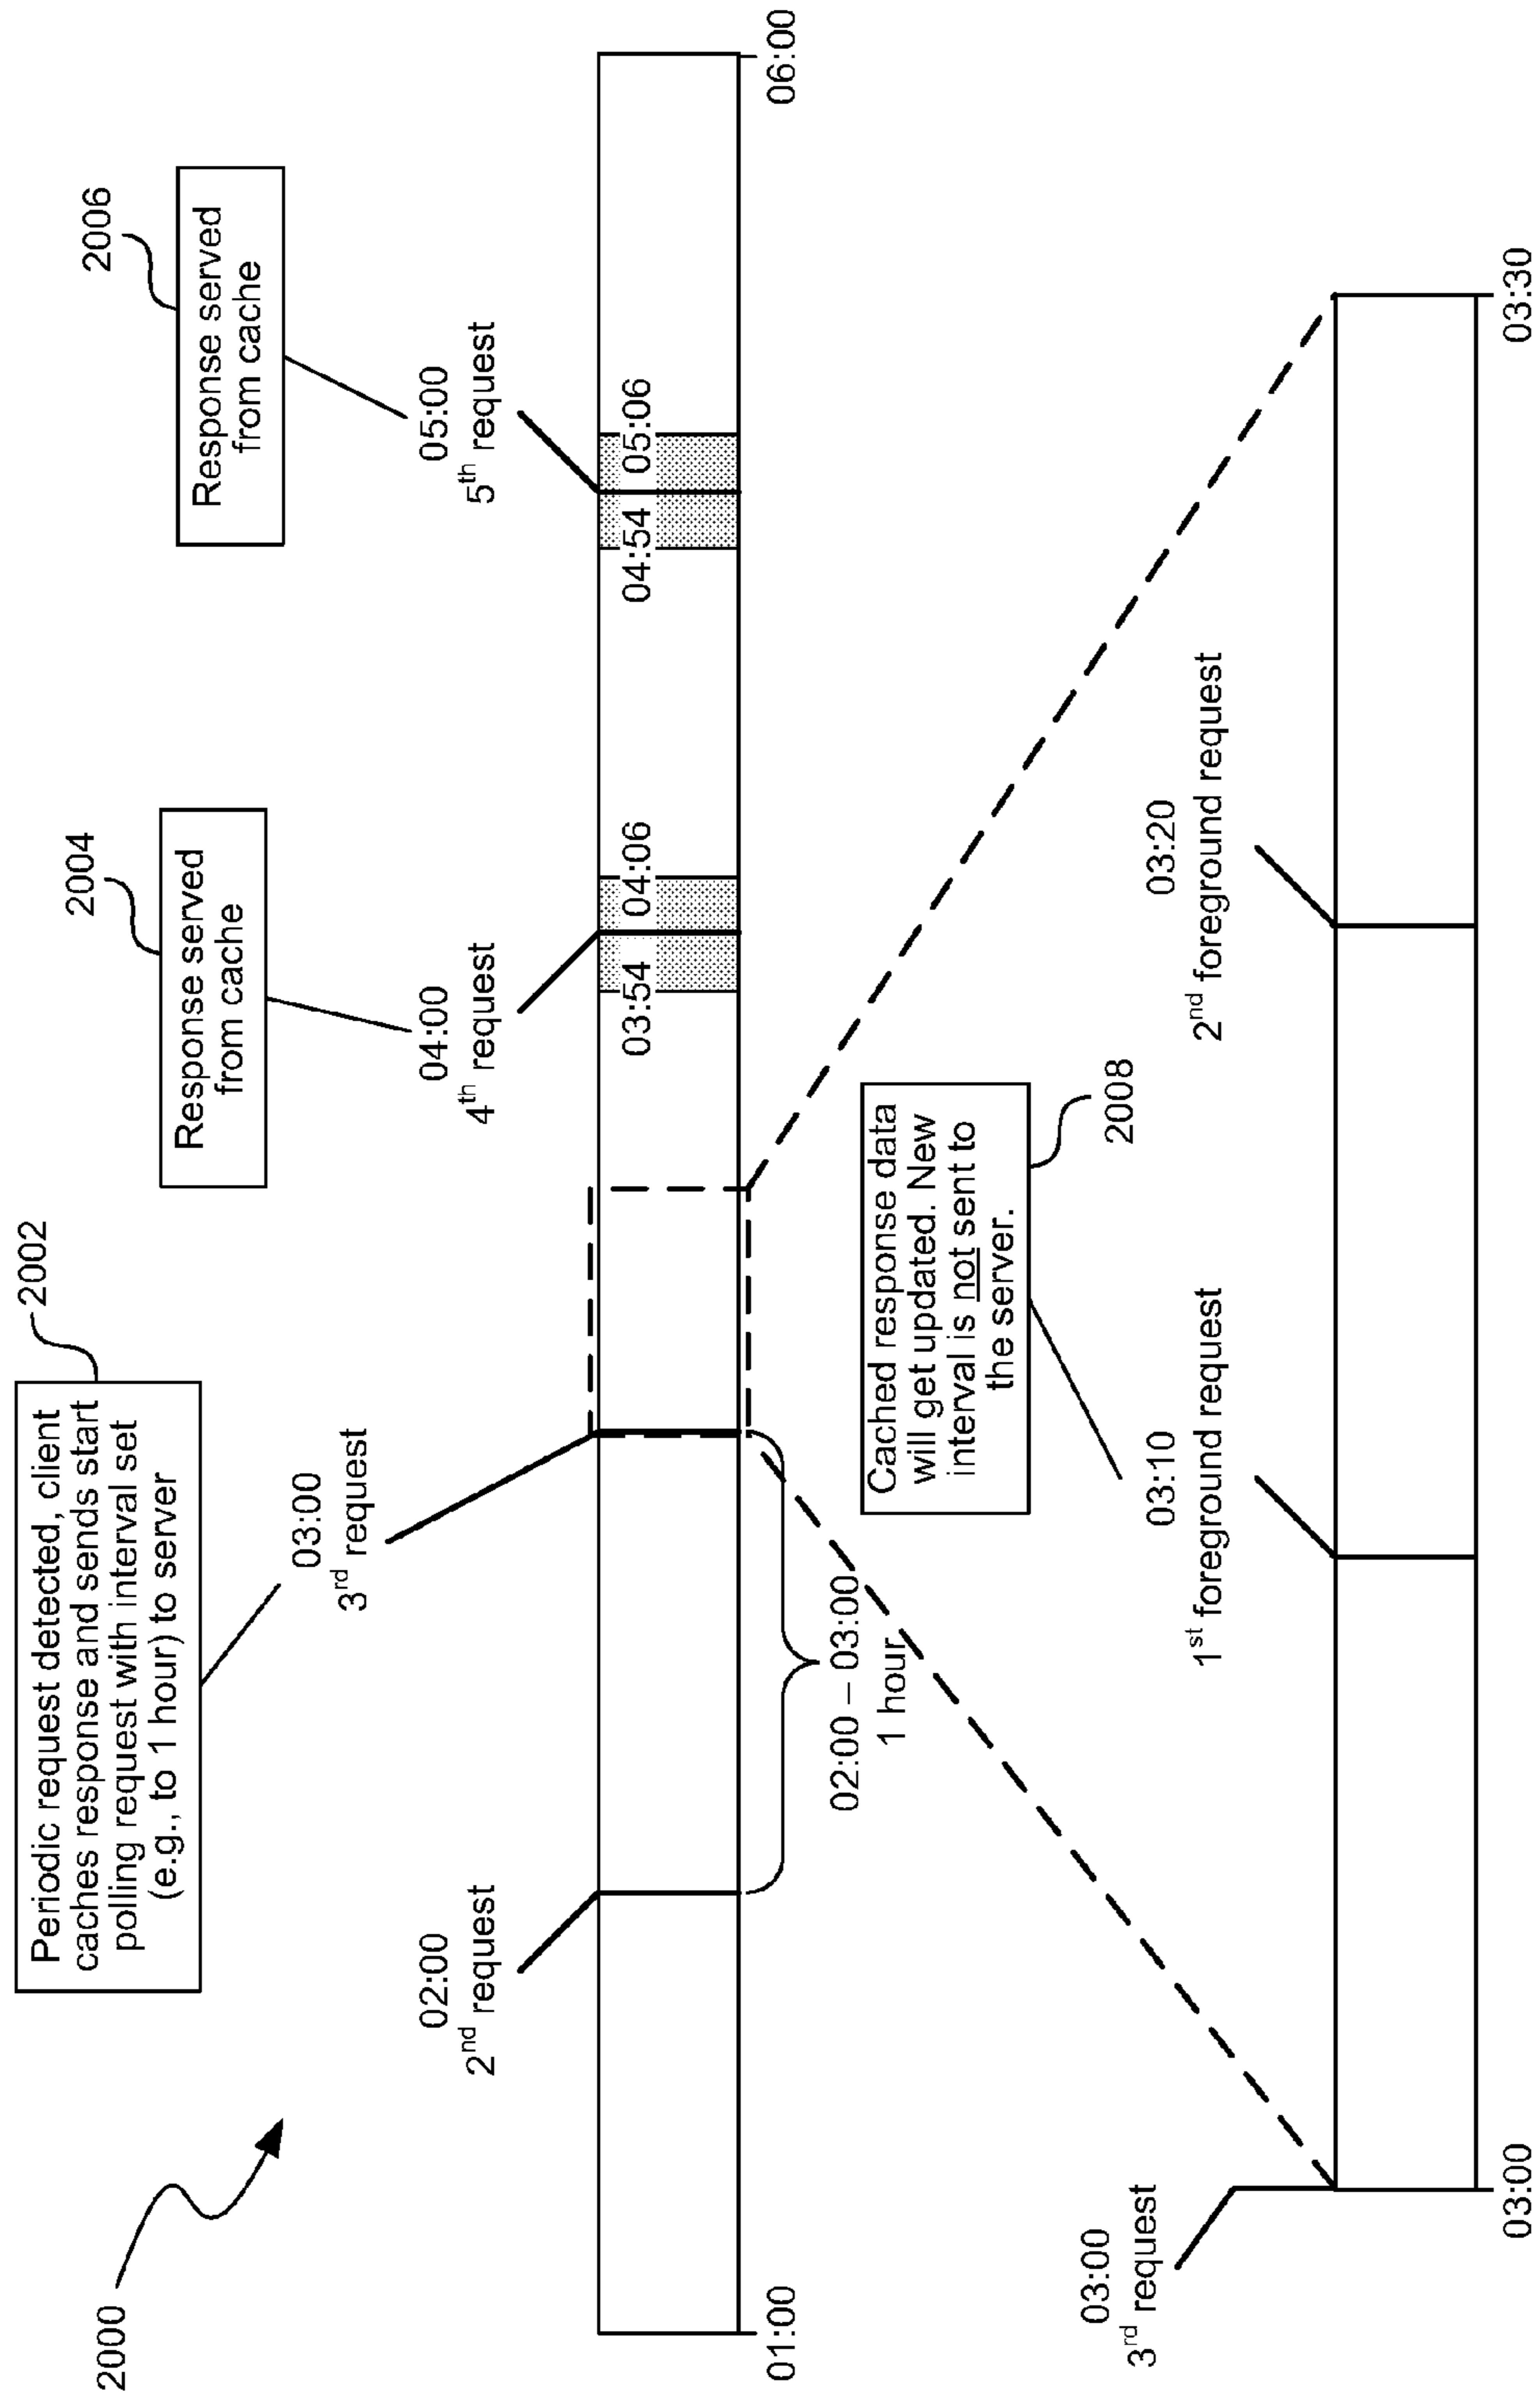 2000
2002
Periodic request detected, client
caches response and sends start
polling request with interval set
(e.g., to 1 hour) to server
2004
Response served
from cache
2006
Response served
from cache
02:00
2nd request
03:00
3rd request
04:00
4th request
05:00
5th request
03:54 04:06
04:54 05:06
01:00
06:00
02:00 – 03:00
1 hour
Cached response data
will get updated. New
interval is not sent to
the server.
2008
03:00
3rd request
03:10
1st foreground request
03:20
2nd foreground request
03:00
03:30